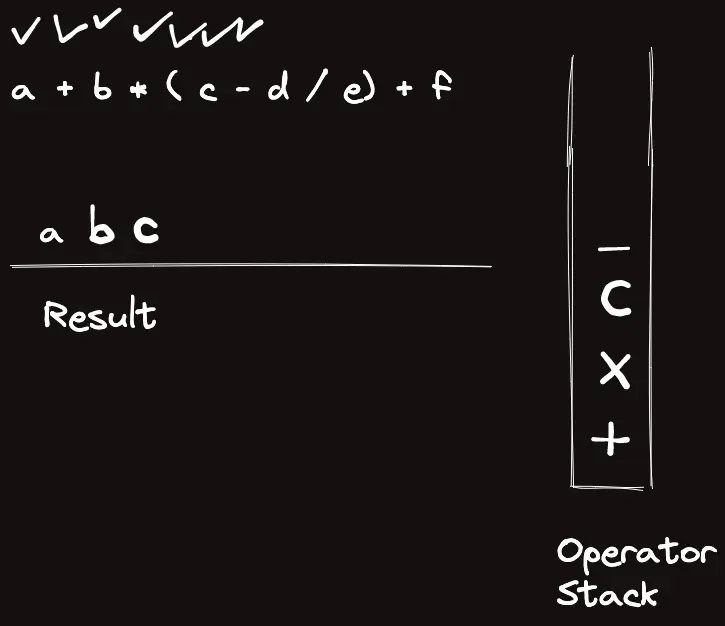 ✓ ✓ ✓ ✓ ✓ ✓ ✓
a + b * ( c - d / e) + f
a b c
Result
—
C
X
+
Operator
Stack